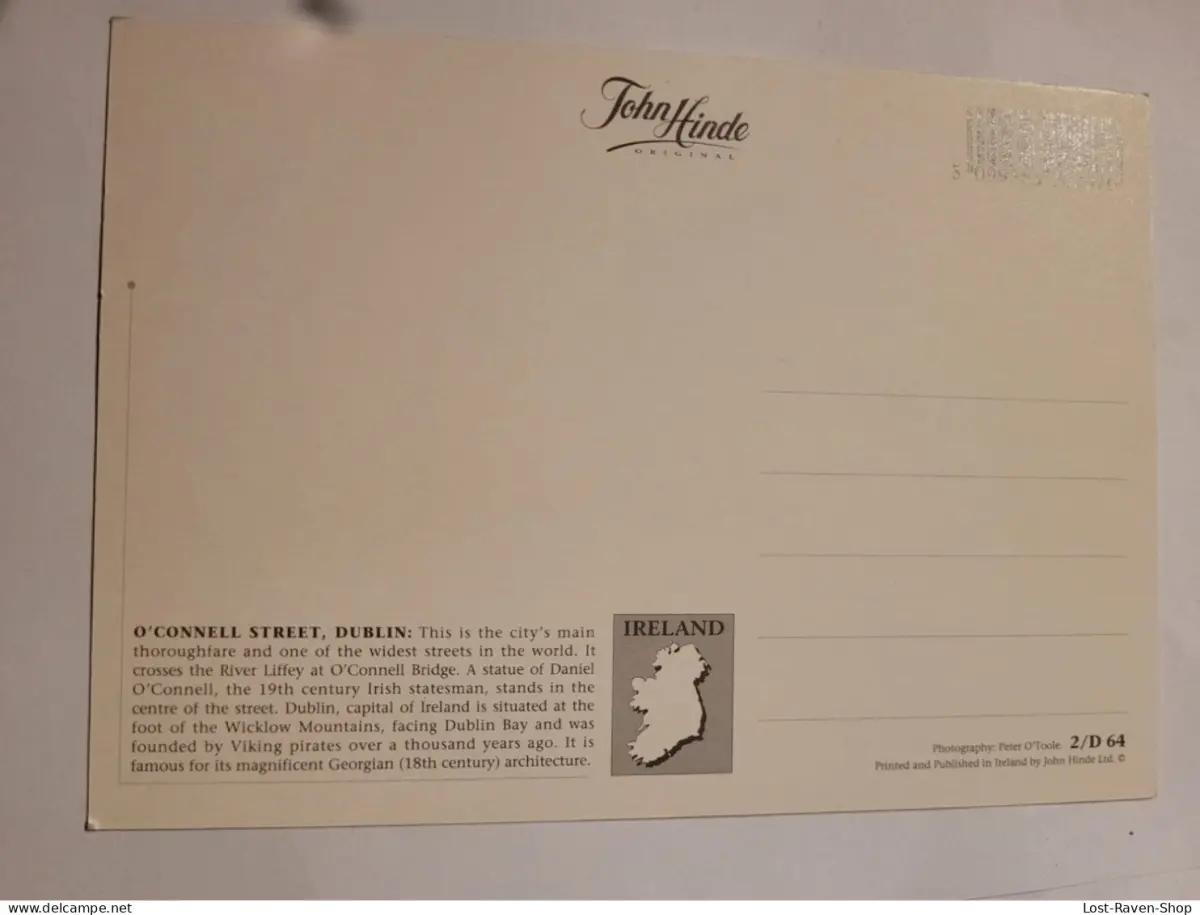 John Hinde
ORIGINAL
O'CONNELL STREET, DUBLIN: This is the city's main
thoroughfare and one of the widest streets in the world. It
crosses the River Liffey at O'Connell Bridge. A statue of Daniel
O'Connell, the 19th century Irish statesman, stands in the
centre of the street. Dublin, capital of Ireland is situated at the
foot of the Wicklow Mountains, facing Dublin Bay and was
founded by Viking pirates over a thousand years ago. It is
famous for its magnificent Georgian (18th century) architecture.
IRELAND
Photography: Peter O'Toole 2/D 64
Printed and Published in Ireland by John Hinde Ltd. ©
delcampe.net
Lost-Raven-Shop